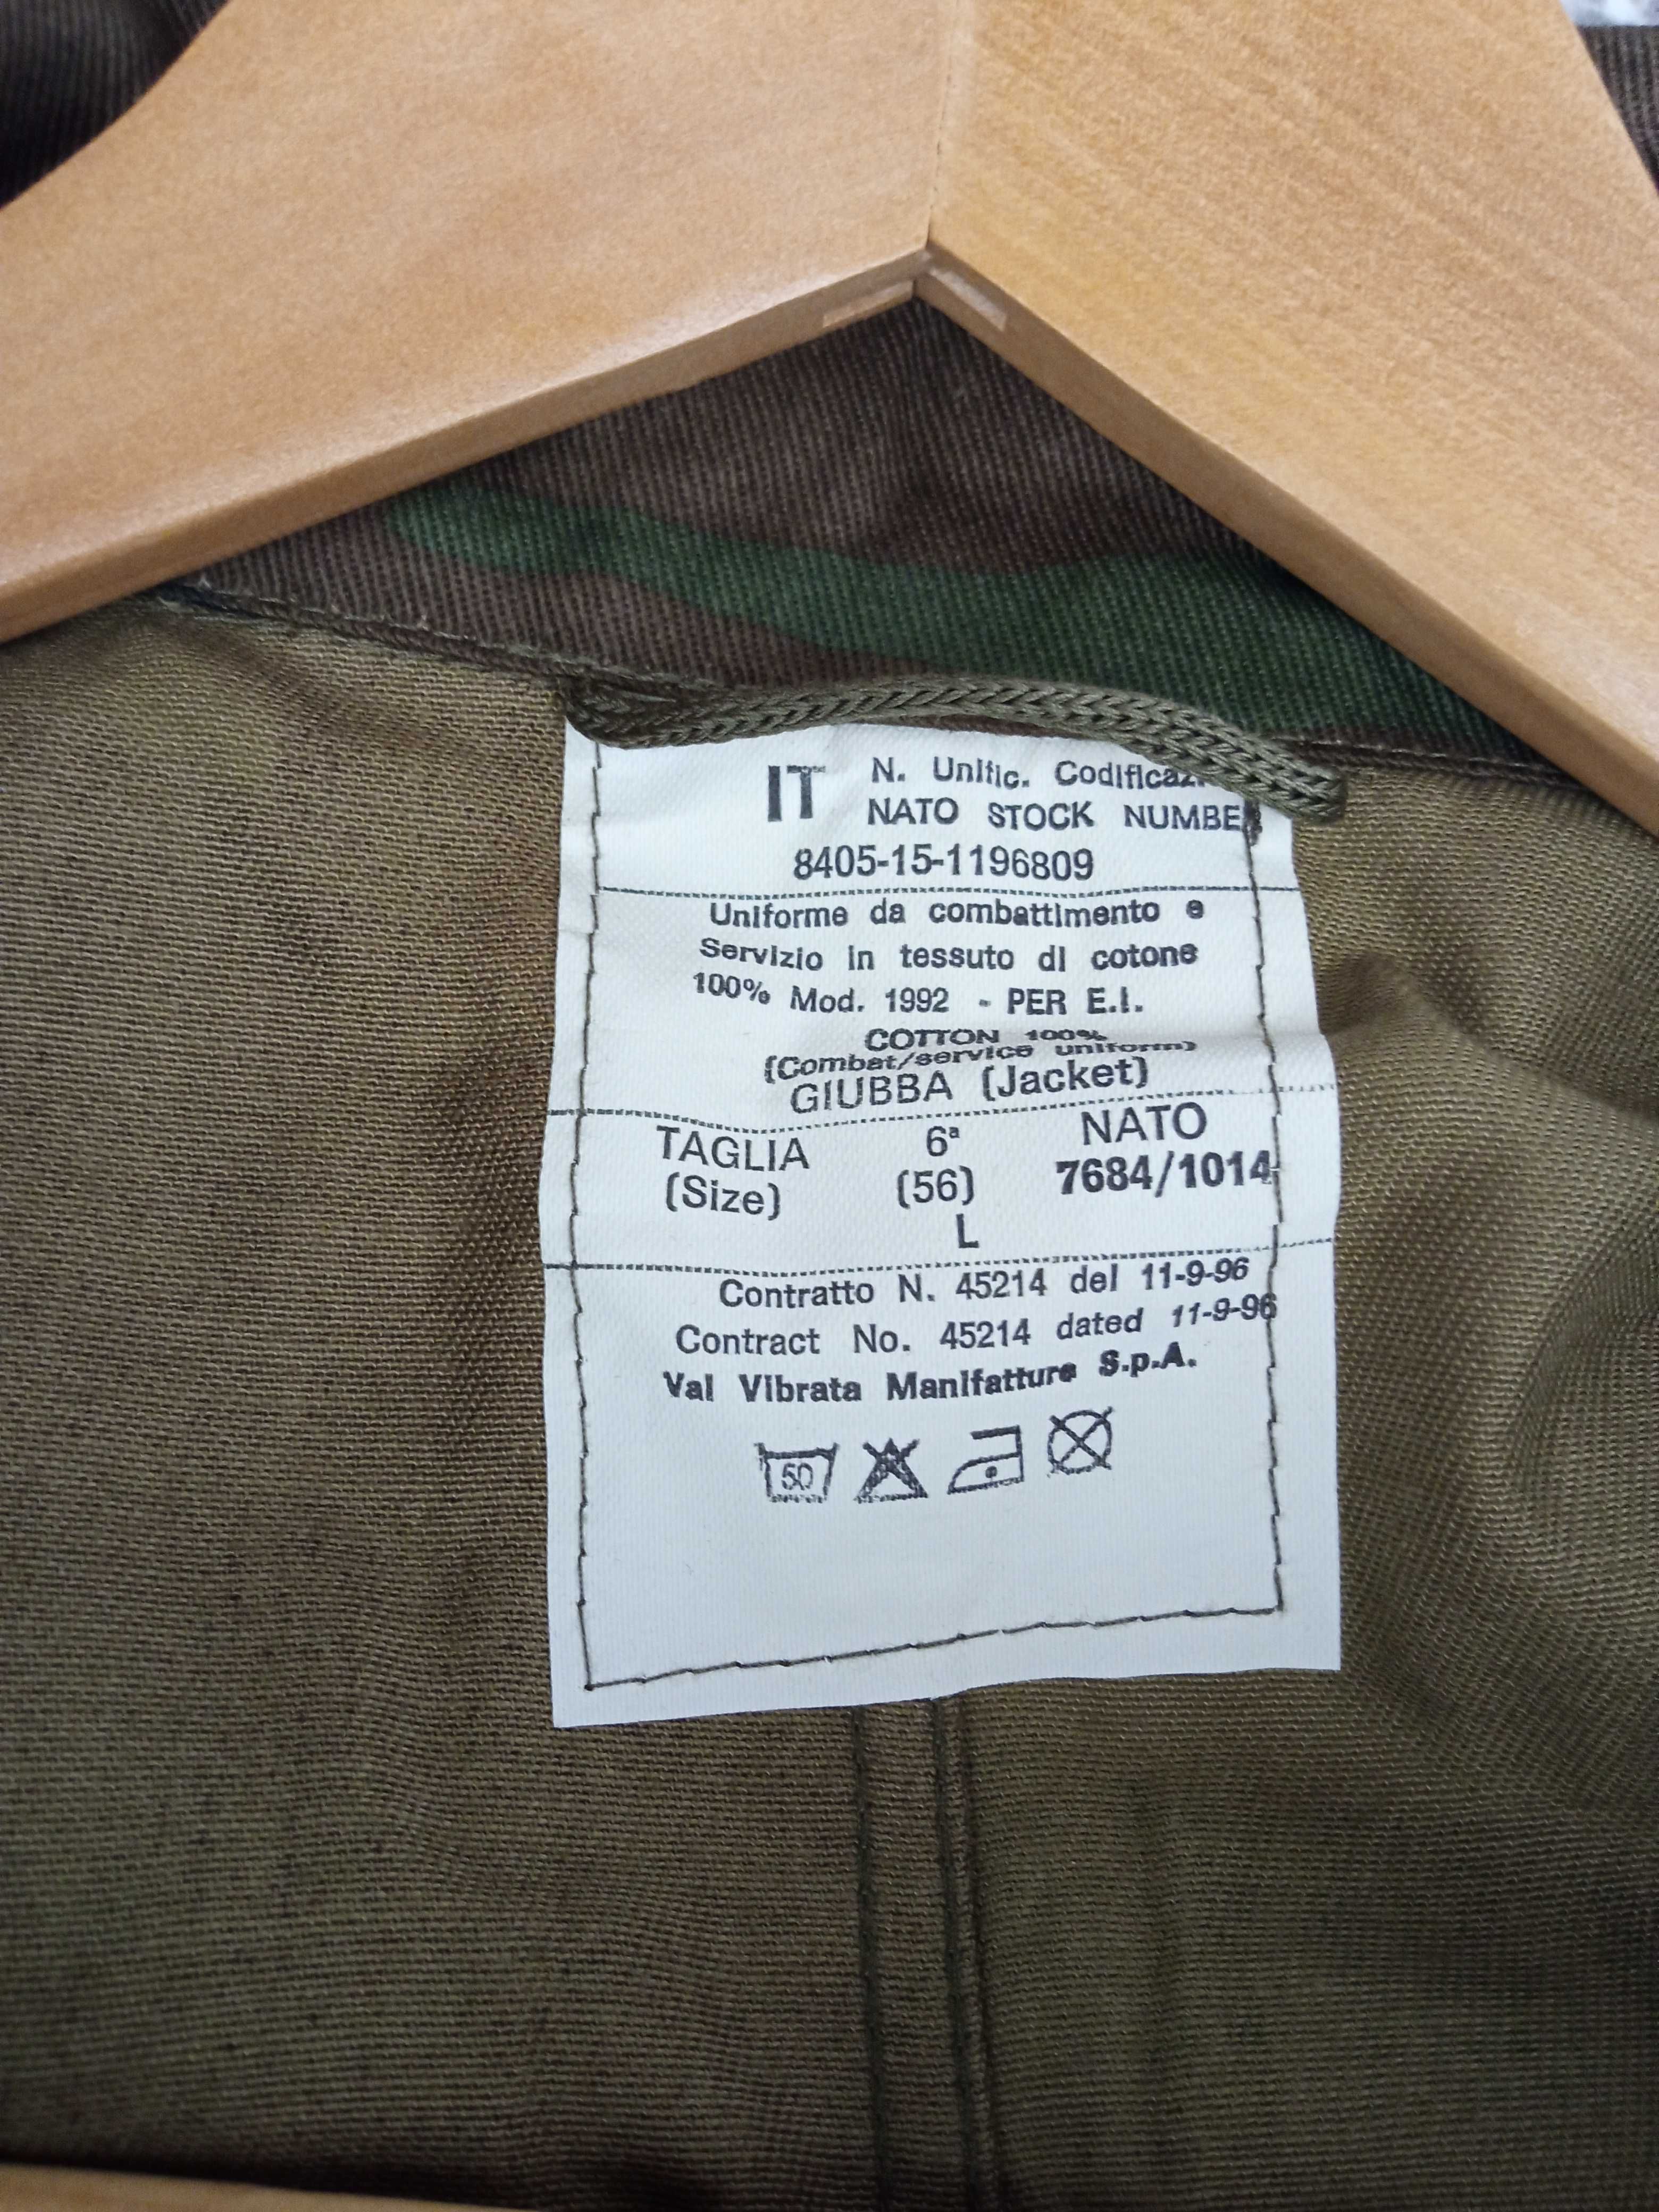 IT N. Unific. Codificaz.
NATO STOCK NUMBE
8405-15-1196809
Uniforme da combattimento e
Servizio in tessuto di cotone
100% Mod. 1992 - PER E.I.
COTTON 100%
(Combat/service uniform)
GIUBBA (Jacket)
TAGLIA 6ª NATO
(Size) (56) 7684/1014
L
Contratto N. 45214 del 11-9-96
Contract No. 45214 dated 11-9-96
Val Vibrata Manifatture S.p.A.
50